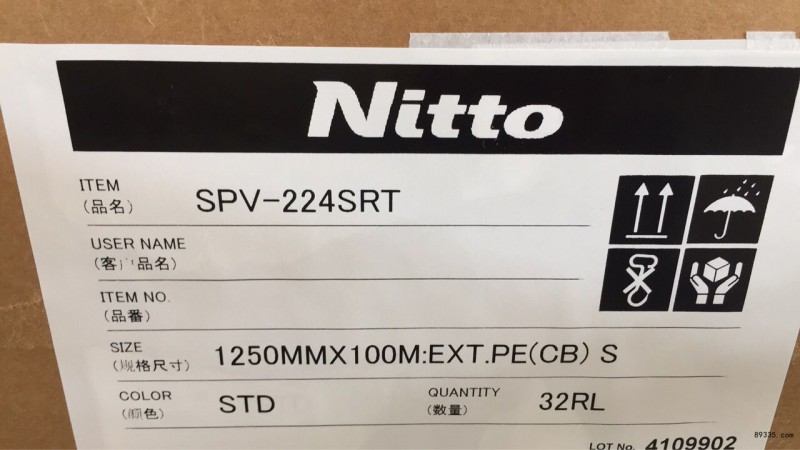 Nitto
ITEM
(品名)
SPV-224SRT
USER NAME
(客 品名)
ITEM NO.
(品番)
SIZE
(规格尺寸)
1250MMX100M:EXT.PE(CB) S
COLOR
(颜色)
STD
QUANTITY
(数量)
32RL
LOT No. 4109902
89335.com